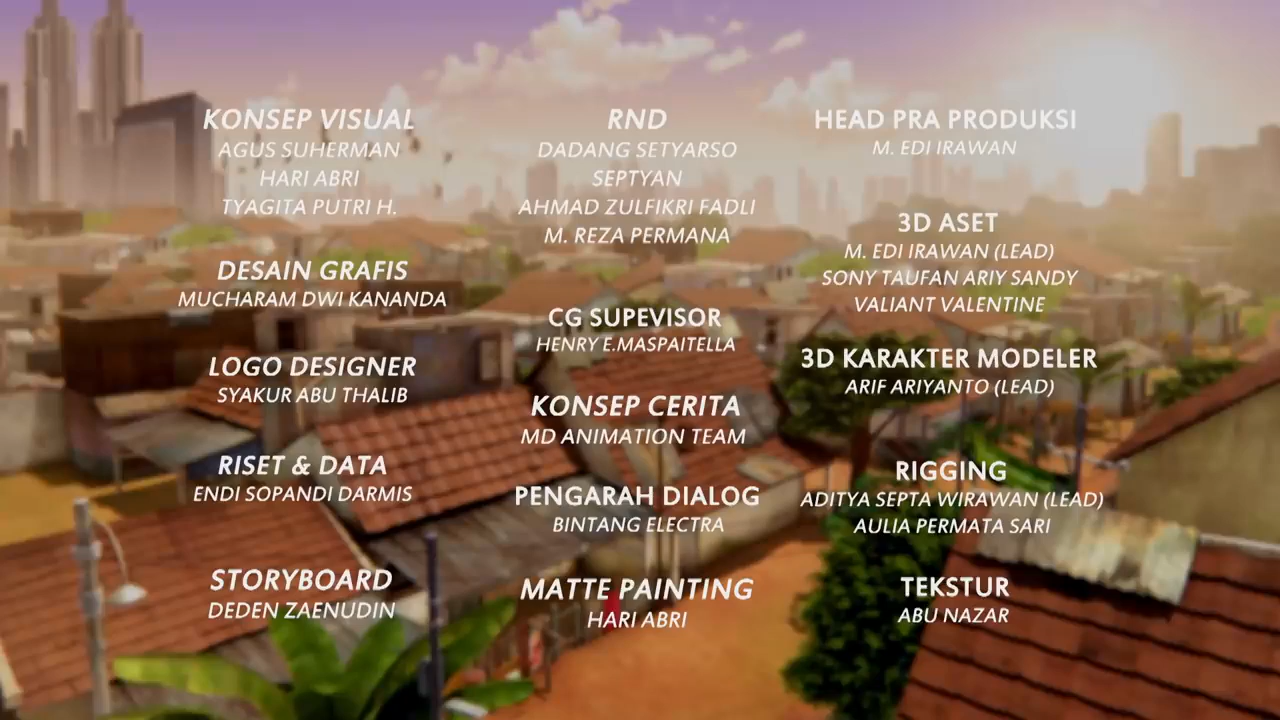 KONSEP VISUAL
AGUS SUHERMAN
HARI ABRI
TYAGITA PUTRI H.
DESAIN GRAFIS
MUCHARAM DWI KANANDA
LOGO DESIGNER
SYAKUR ABU THALIB
RISET & DATA
ENDI SOPANDI DARMIS
STORYBOARD
DEDEN ZAENUDIN
RND
DADANG SETYARSO
SEPTYAN
AHMAD ZULFIKRI FADLI
M. REZA PERMANA
CG SUPEVISOR
HENRY E.MASPAITELLA
KONSEP CERITA
MD ANIMATION TEAM
PENGARAH DIALOG
BINTANG ELECTRA
MATTE PAINTING
HARI ABRI
HEAD PRA PRODUKSI
M. EDI IRAWAN
3D ASET
M. EDI IRAWAN (LEAD)
SONY TAUFAN ARIY SANDY
VALIANT VALENTINE
3D KARAKTER MODELER
ARIF ARIYANTO (LEAD)
RIGGING
ADITYA SEPTA WIRAWAN (LEAD)
AULIA PERMATA SARI
TEKSTUR
ABU NAZAR